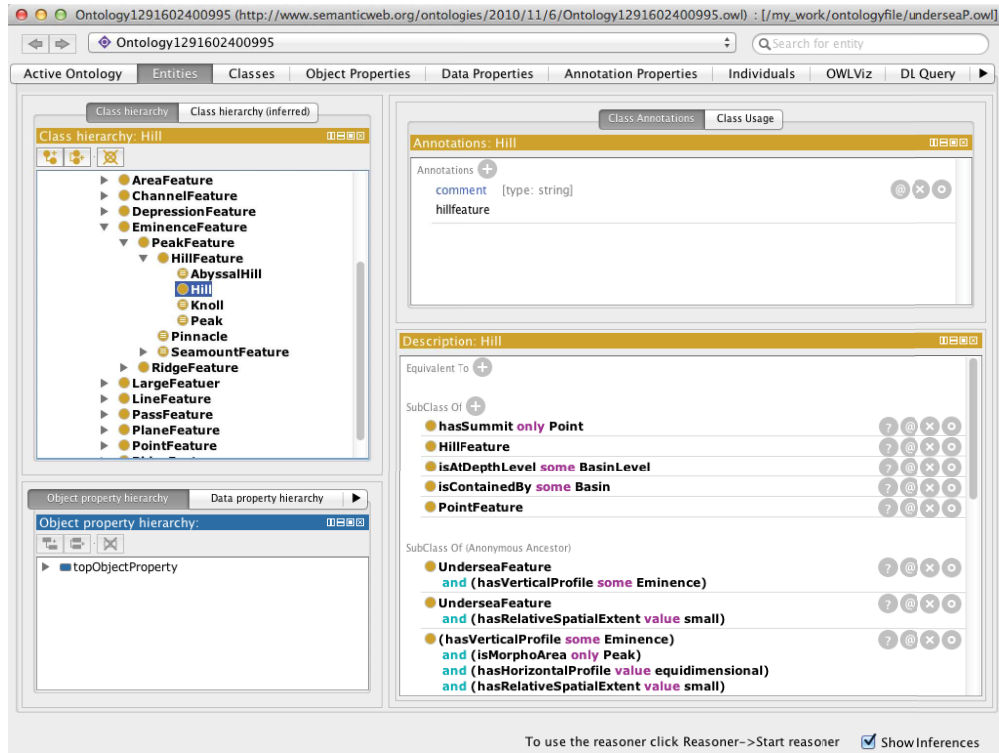 Ontology1291602400995 (http://www.semanticweb.org/ontologies/2010/11/6/Ontology1291602400995.owl) : [/my_work/ontologyfile/underseaP.owl]
Ontology1291602400995
Search for entity
Active Ontology Entities Classes Object Properties Data Properties Annotation Properties Individuals OWLViz DL Query
Class hierarchy Class hierarchy (inferred)
Class hierarchy: Hill
AreaFeature
ChannelFeature
DepressionFeature
EminenceFeature
PeakFeature
HillFeature
AbyssalHill
Hill
Knoll
Peak
Pinnacle
SeamountFeature
RidgeFeature
LargeFeatuer
LineFeature
PassFeature
PlaneFeature
PointFeature
Object property hierarchy Data property hierarchy
Object property hierarchy:
topObjectProperty
Class Annotations Class Usage
Annotations: Hill
Annotations
comment [type: string]
hillfeature
Description: Hill
Equivalent To
SubClass Of
hasSummit only Point
HillFeature
isAtDepthLevel some BasinLevel
isContainedBy some Basin
PointFeature
SubClass Of (Anonymous Ancestor)
UnderseaFeature
and (hasVerticalProfile some Eminence)
UnderseaFeature
and (hasRelativeSpatialExtent value small)
(hasVerticalProfile some Eminence)
and (isMorphoArea only Peak)
and (hasHorizontalProfile value equidimensional)
and (hasRelativeSpatialExtent value small)
To use the reasoner click Reasoner->Start reasoner Show Inferences